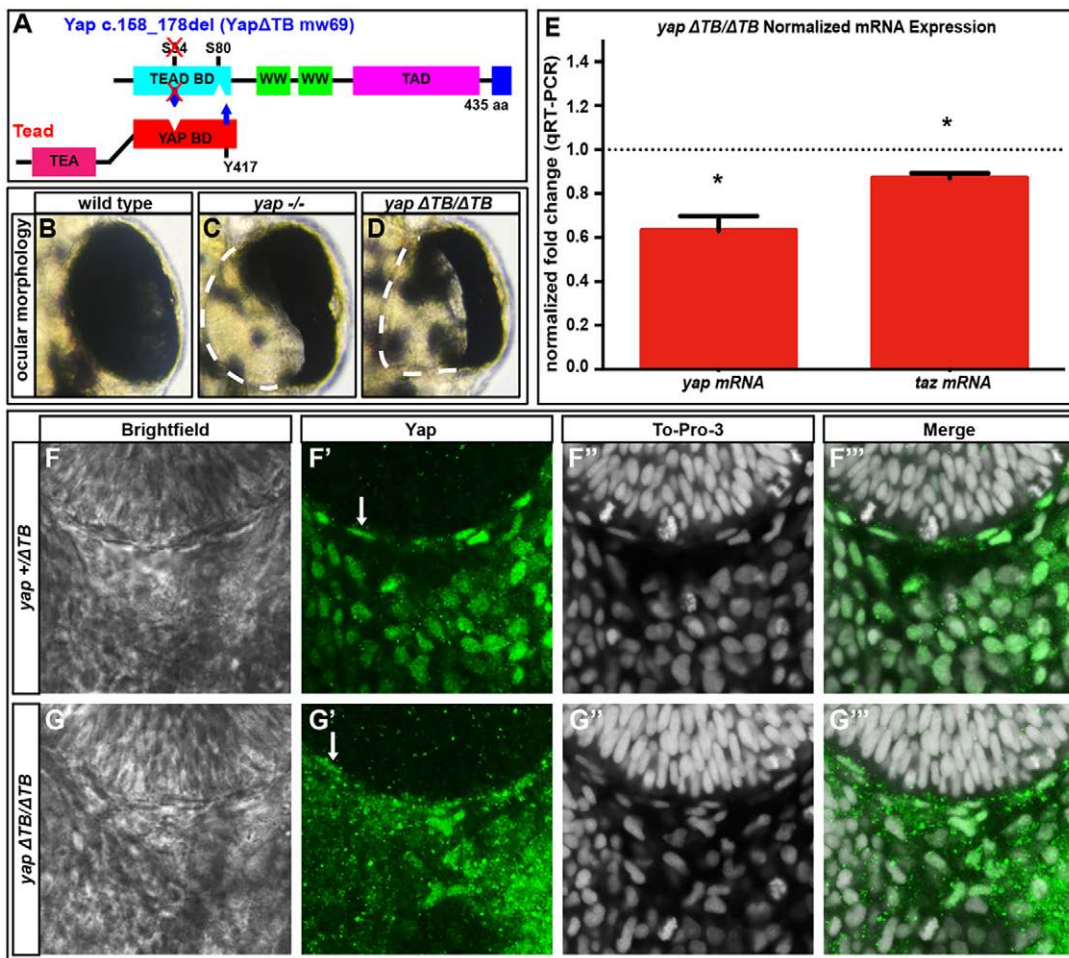 A
Yap c.158_178del (YapΔTB mw69)
S80
TEAD BD
WW
WW
TAD
435 aa
Tead
TEA
YAP BD
Y417
wild type
yap -/-
yap ΔTB/ΔTB
ocular morphology
B
C
D
E
yap ΔTB/ΔTB Normalized mRNA Expression
normalized fold change (qRT-PCR)
1.4
1.2
1.0
0.8
0.6
0.4
0.2
0.0
*
*
yap mRNA
taz mRNA
Brightfield
Yap
To-Pro-3
Merge
yap +/ΔTB
F
F'
F''
F'''
yap ΔTB/ΔTB
G
G'
G''
G'''